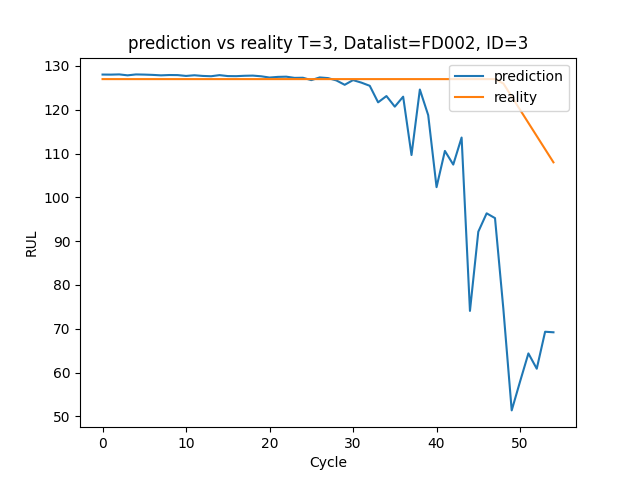 prediction vs reality T=3, Datalist=FD002, ID=3
prediction
reality
130
120
110
100
90
80
70
60
50
RUL
0 10 20 30 40 50
Cycle